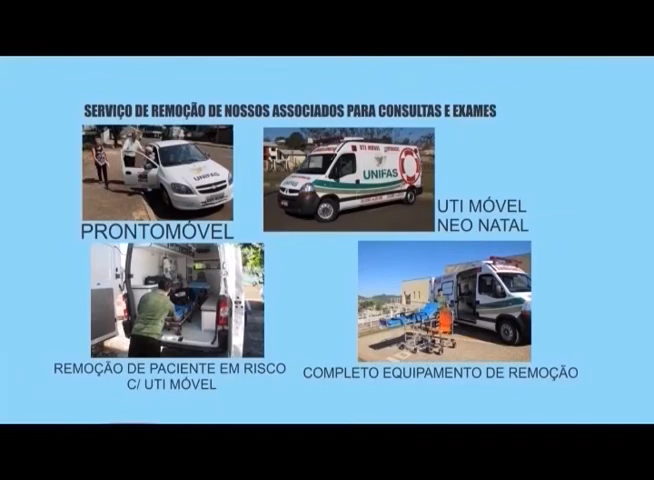 SERVIÇO DE REMOÇÃO DE NOSSOS ASSOCIADOS PARA CONSULTAS E EXAMES
UNIFAS
UNIFAS
PRONTOMÓVEL
UTI MÓVEL
NEO NATAL
REMOÇÃO DE PACIENTE EM RISCO
C/ UTI MÓVEL
COMPLETO EQUIPAMENTO DE REMOÇÃO